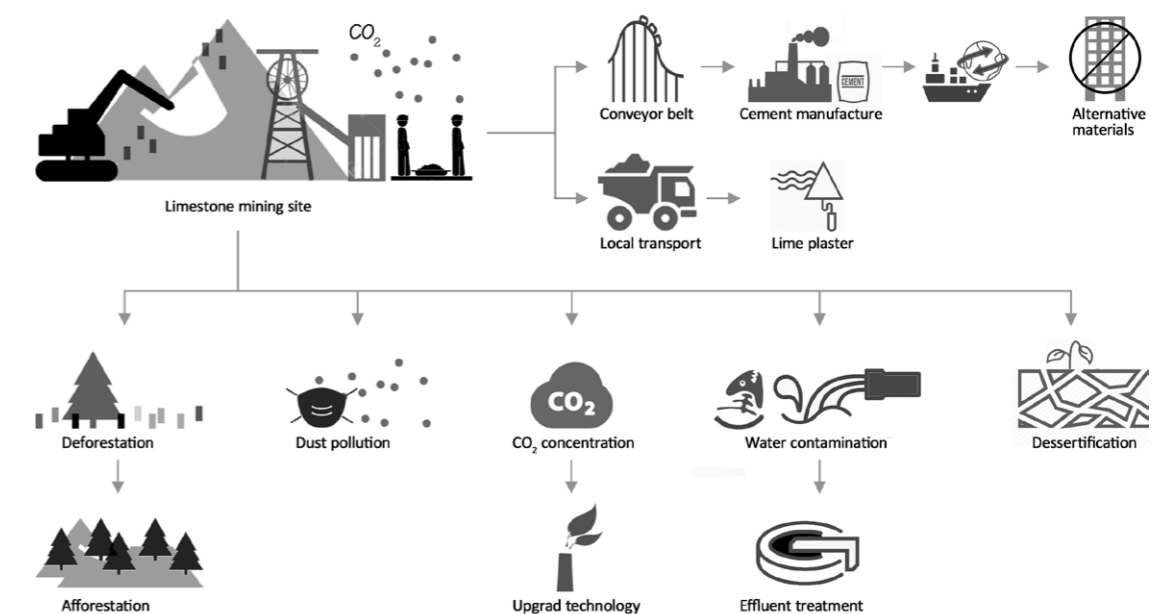 CO2
Conveyor belt
CEMENT
Cement manufacture
Alternative
materials
Limestone mining site
Local transport
Lime plaster
CO2
Deforestation
Dust pollution
CO2 concentration
Water contamination
Dessertification
Afforestation
Upgrad technology
Effluent treatment